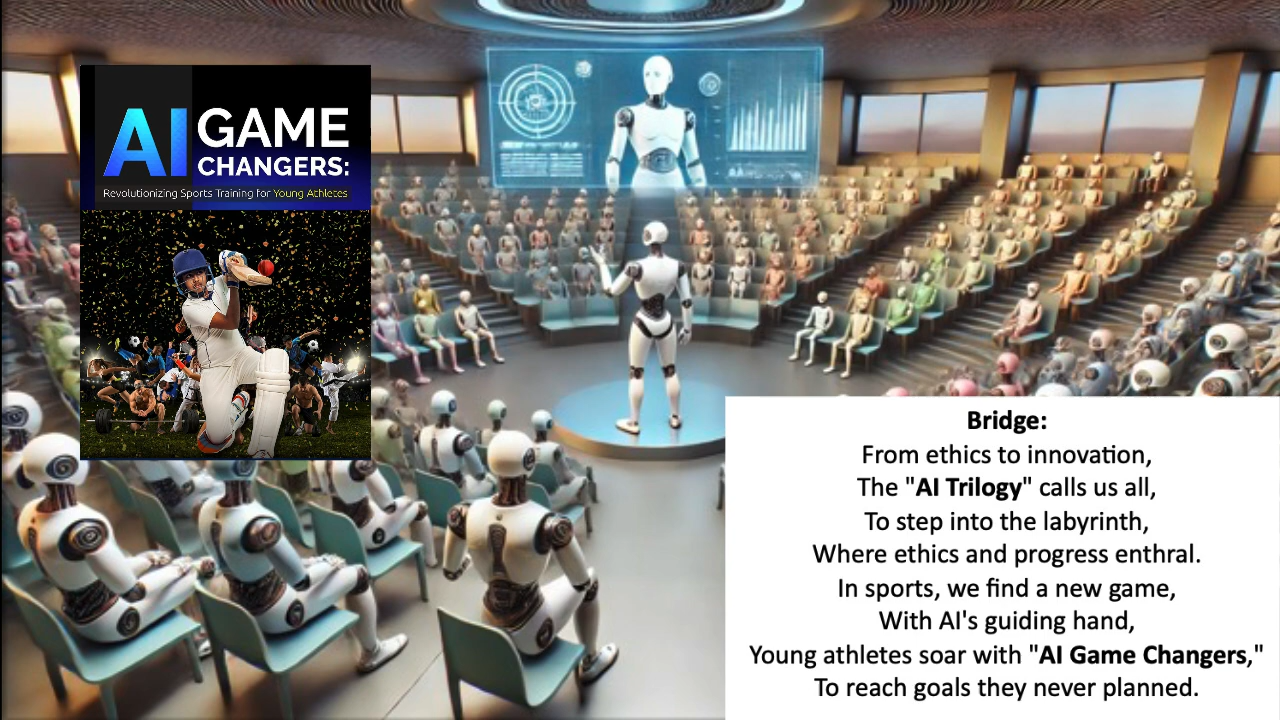 AI GAME
CHANGERS:
Revolutionizing Sports Training for Young Athletes
Bridge:
From ethics to innovation,
The "AI Trilogy" calls us all,
To step into the labyrinth,
Where ethics and progress enthral.
In sports, we find a new game,
With AI's guiding hand,
Young athletes soar with "AI Game Changers,"
To reach goals they never planned.